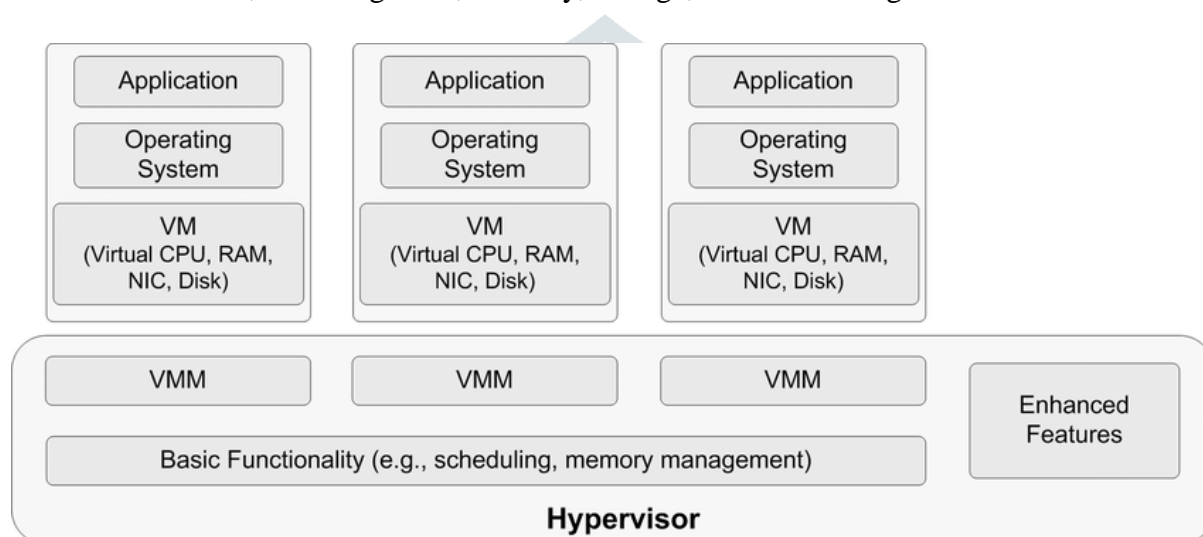 Application
Application
Application
Operating
System
Operating
System
Operating
System
VM
(Virtual CPU, RAM,
NIC, Disk)
VM
(Virtual CPU, RAM,
NIC, Disk)
VM
(Virtual CPU, RAM,
NIC, Disk)
VMM
VMM
VMM
Enhanced
Features
Basic Functionality (e.g., scheduling, memory management)
Hypervisor